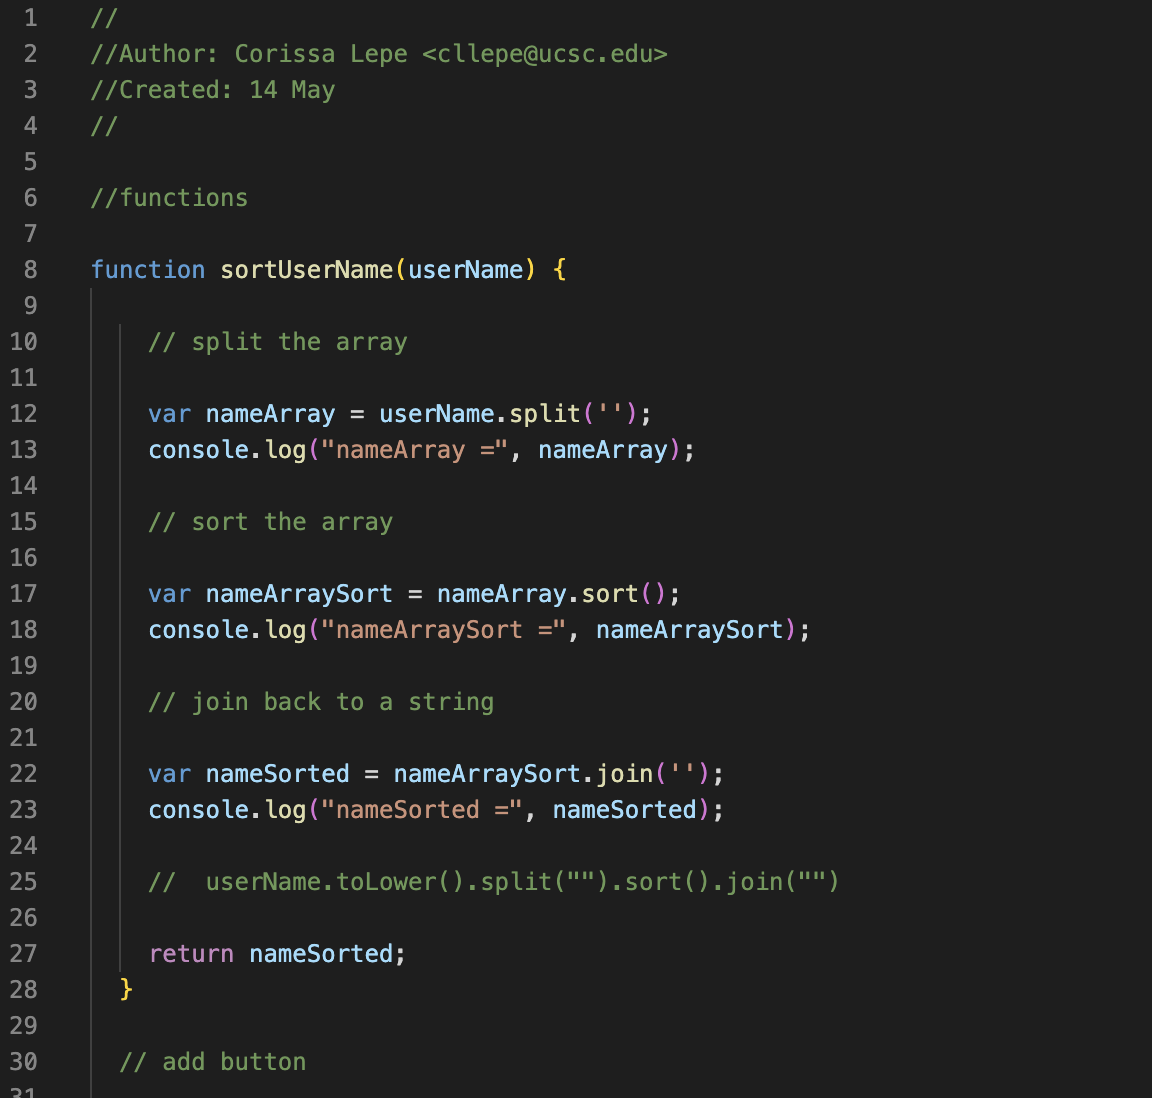 1 //
2 //Author: Corissa Lepe <cllepe@ucsc.edu>
3 //Created: 14 May
4 //
5
6 //functions
7
8 function sortUserName(userName) {
9
10 // split the array
11
12 var nameArray = userName.split('');
13 console.log("nameArray =", nameArray);
14
15 // sort the array
16
17 var nameArraySort = nameArray.sort();
18 console.log("nameArraySort =", nameArraySort);
19
20 // join back to a string
21
22 var nameSorted = nameArraySort.join('');
23 console.log("nameSorted =", nameSorted);
24
25 //  userName.toLower().split("").sort().join("")
26
27 return nameSorted;
28 }
29
30 // add button
31